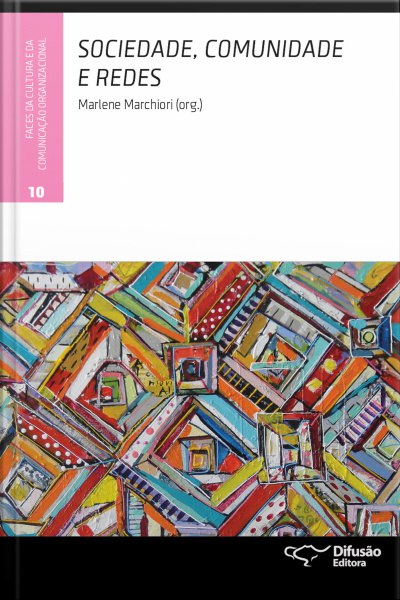 SOCIEDADE, COMUNIDADE
E REDES
Marlene Marchiori (org.)
FACES DA CULTURA E DA
COMUNICAÇÃO ORGANIZACIONAL
10
Difusão
Editora